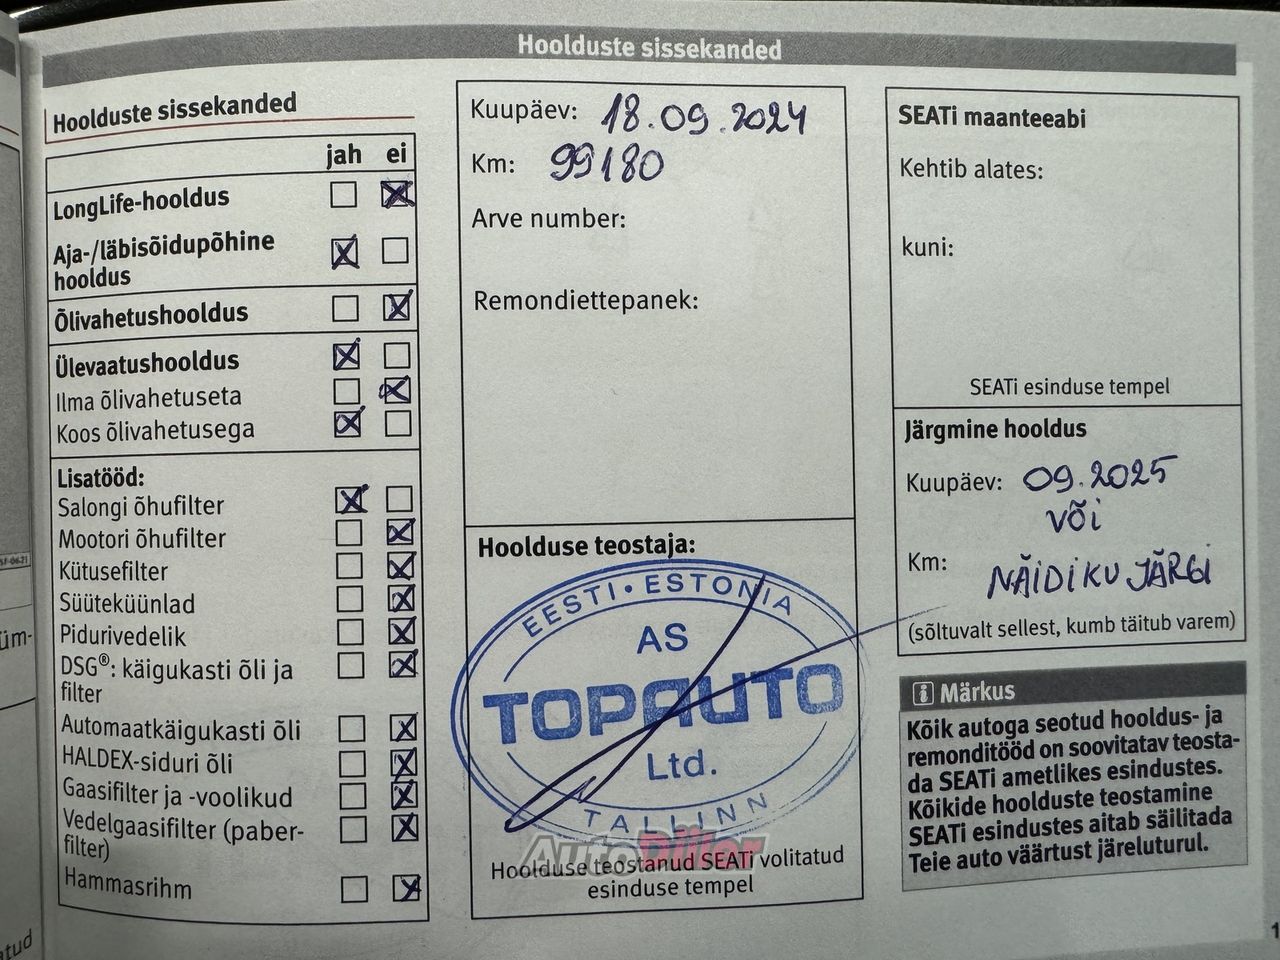 Hoolduste sissekanded
Hoolduste sissekanded
jah ei
LongLife-hooldus
Aja-/läbisõidupõhine
hooldus
Õlivahetushooldus
Ülevaatushooldus
Ilma õlivahetuseta
Koos õlivahetusega
Lisatööd:
Salongi õhufilter
Mootori õhufilter
Kütusefilter
Süüteküünlad
Pidurivedelik
DSG®: käigukasti õli ja
filter
Automaatkäigukasti õli
HALDEX-siduri õli
Gaasifilter ja -voolikud
Vedelgaasifilter (paber-
filter)
Hammasrihm
Kuupäev: 18.09.2024
Km: 99180
Arve number:
Remondiettepanek:
Hoolduse teostaja:
EESTI • ESTONIA
AS
TOPAUTO
Ltd.
TALLINN
AutoDiiler
Hoolduse teostanud SEATi volitatud
esinduse tempel
SEATi maanteeabi
Kehtib alates:
kuni:
SEATi esinduse tempel
Järgmine hooldus
Kuupäev: 09.2025
või
Km: NÄIDIKU JÄRGI
(sõltuvalt sellest, kumb täitub varem)
i Märkus
Kõik autoga seotud hooldus- ja
remonditööd on soovitatav teosta-
da SEATi ametlikes esindustes.
Kõikide hoolduste teostamine
SEATi esindustes aitab säilitada
Teie auto väärtust järeluturul.